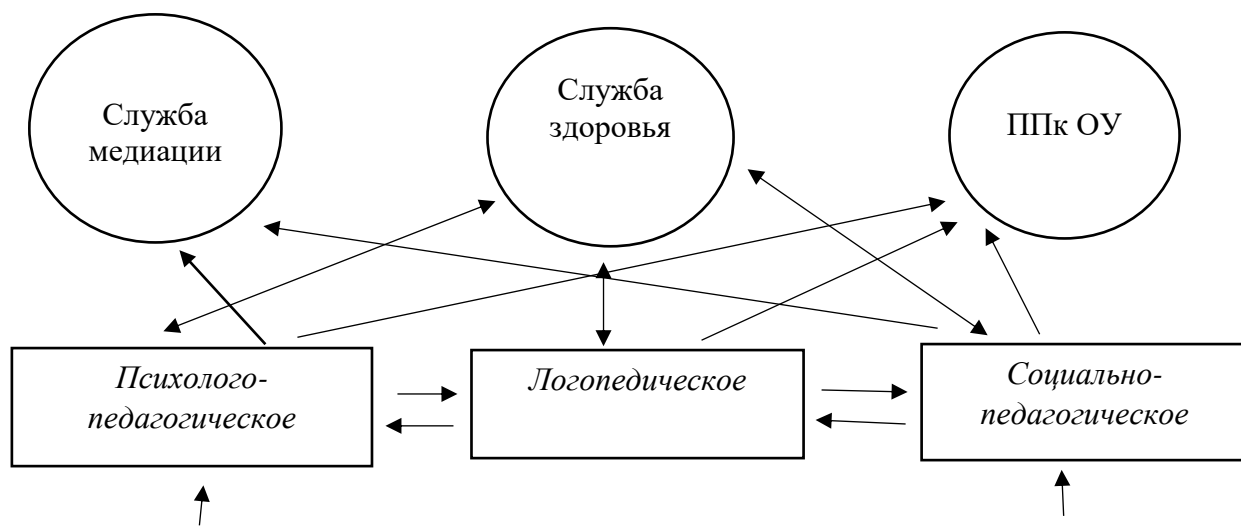 Служба
медиации
Служба
здоровья
ППк ОУ
Психолого-
педагогическое
Логопедическое
Социально-
педагогическое